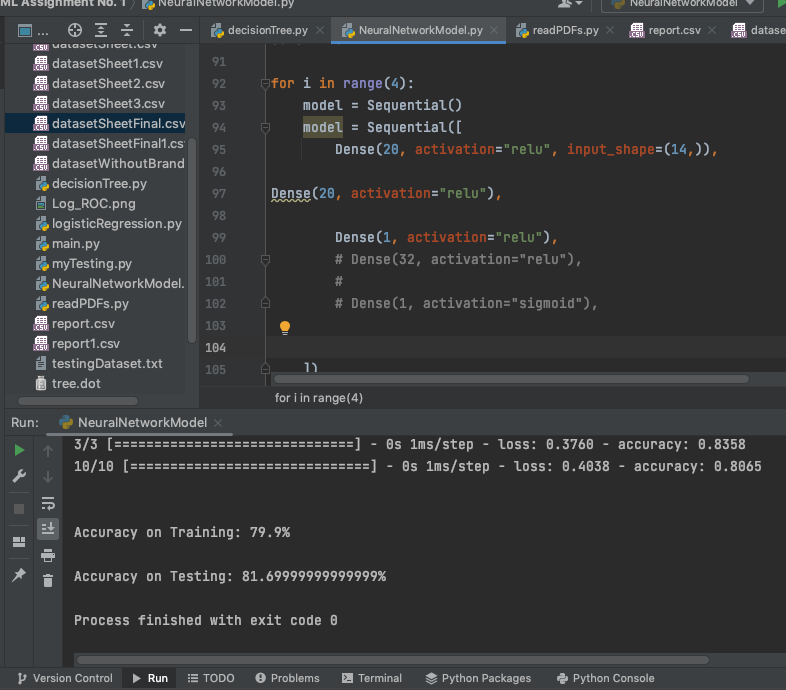 ML Assignment No. 1
NeuralNetworkModel.py
NeuralNetworkModel
...
decisionTree.py
NeuralNetworkModel.py
readPDFs.py
report.csv
datase
datasetSheet.csv
datasetSheet1.csv
datasetSheet2.csv
datasetSheet3.csv
datasetSheetFinal.csv
datasetSheetFinal1.cs
datasetWithoutBrand
decisionTree.py
Log_ROC.png
logisticRegression.py
main.py
myTesting.py
NeuralNetworkModel.
readPDFs.py
report.csv
report1.csv
testingDataset.txt
tree.dot
91
92 for i in range(4):
93 model = Sequential()
94 model = Sequential([
95 Dense(20, activation="relu", input_shape=(14,)),
96
97 Dense(20, activation="relu"),
98
99 Dense(1, activation="relu"),
100 # Dense(32, activation="relu"),
101 #
102 # Dense(1, activation="sigmoid"),
103
104
105 ])
for i in range(4)
Run: NeuralNetworkModel
3/3 [==============================] - 0s 1ms/step - loss: 0.3760 - accuracy: 0.8358
10/10 [==============================] - 0s 1ms/step - loss: 0.4038 - accuracy: 0.8065
Accuracy on Training: 79.9%
Accuracy on Testing: 81.69999999999999%
Process finished with exit code 0
Version Control
Run
TODO
Problems
Terminal
Python Packages
Python Console